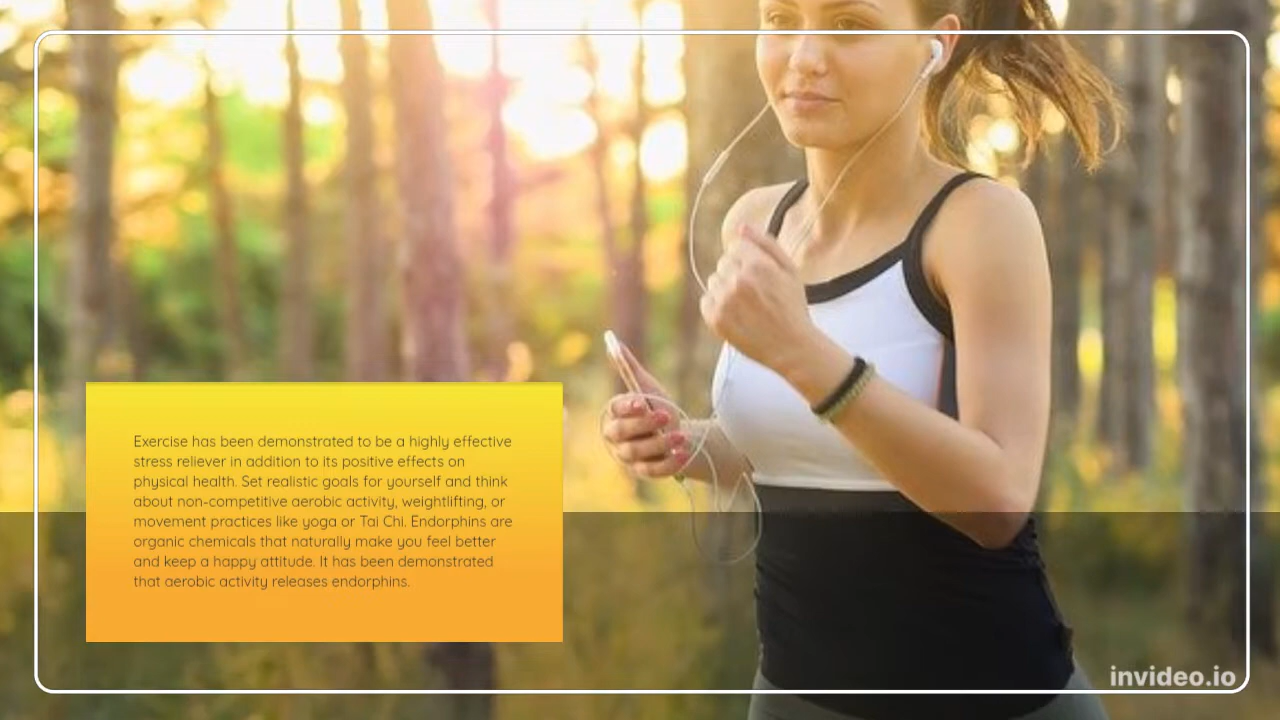 Exercise has been demonstrated to be a highly effective
stress reliever in addition to its positive effects on
physical health. Set realistic goals for yourself and think
about non-competitive aerobic activity, weightlifting, or
movement practices like yoga or Tai Chi. Endorphins are
organic chemicals that naturally make you feel better
and keep a happy attitude. It has been demonstrated
that aerobic activity releases endorphins.
invideo.io